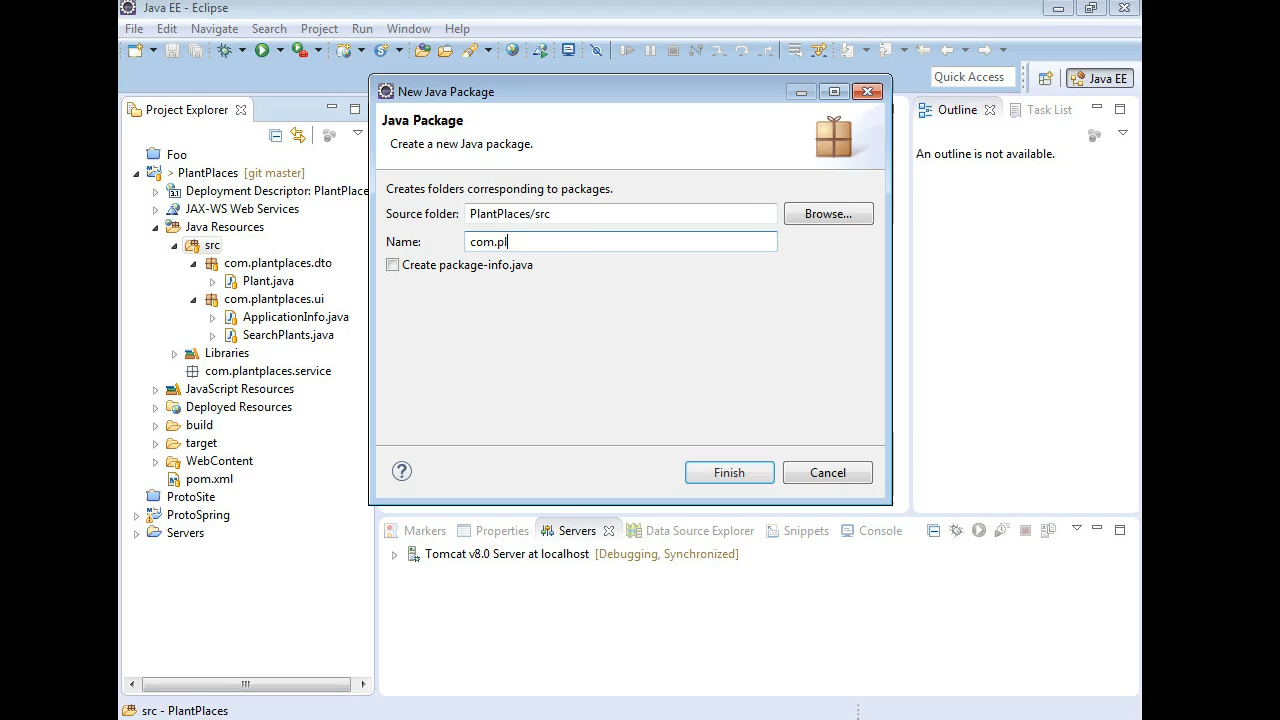 Java EE - Eclipse
File Edit Navigate Search Project Run Window Help
Quick Access
Java EE
Project Explorer
Foo
> PlantPlaces [git master]
Deployment Descriptor: PlantPlace
JAX-WS Web Services
Java Resources
src
com.plantplaces.dto
Plant.java
com.plantplaces.ui
ApplicationInfo.java
SearchPlants.java
Libraries
com.plantplaces.service
JavaScript Resources
Deployed Resources
build
target
WebContent
pom.xml
ProtoSite
ProtoSpring
Servers
New Java Package
Java Package
Create a new Java package.
Creates folders corresponding to packages.
Source folder: PlantPlaces/src Browse...
Name: com.pl
Create package-info.java
? Finish Cancel
Outline Task List
An outline is not available.
Markers Properties Servers Data Source Explorer Snippets Console
Tomcat v8.0 Server at localhost [Debugging, Synchronized]
src - PlantPlaces